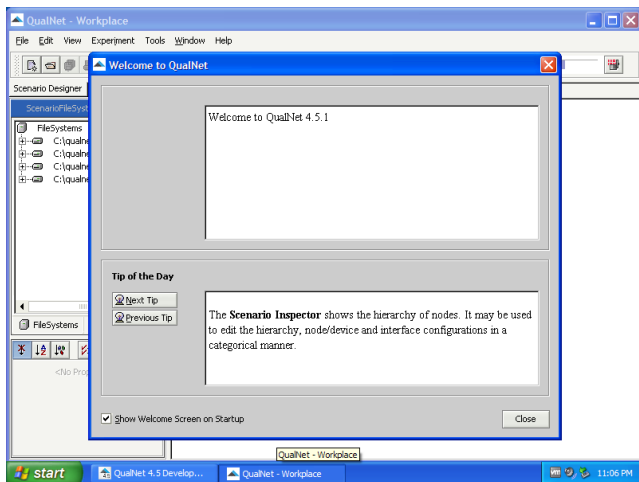 QualNet - Workplace
File Edit View Experiment Tools Window Help
Welcome to QualNet
Scenario Designer
ScenarioFileSyst
FileSystems
C:\qualne
C:\qualne
C:\qualne
C:\qualne
Welcome to QualNet 4.5.1
Tip of the Day
Next Tip
Previous Tip
The Scenario Inspector shows the hierarchy of nodes. It may be used
to edit the hierarchy, node/device and interface configurations in a
categorical manner.
FileSystems
<No Prop
Show Welcome Screen on Startup
Close
QualNet - Workplace
start
QualNet 4.5 Develop...
QualNet - Workplace
11:06 PM